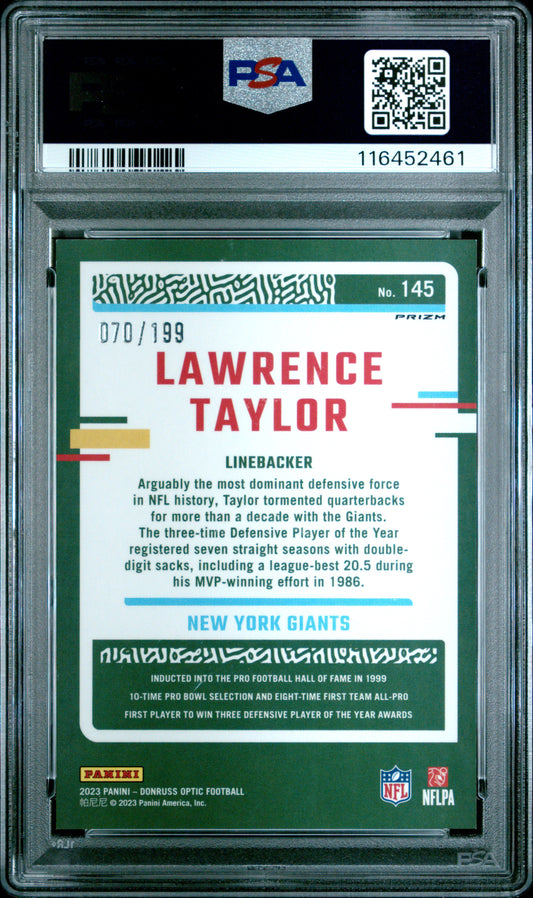 PSA
116452461
No. 145
PRIZM
070/199
LAWRENCE
TAYLOR
LINEBACKER
Arguably the most dominant defensive force
in NFL history, Taylor tormented quarterbacks
for more than a decade with the Giants.
The three-time Defensive Player of the Year
registered seven straight seasons with double-
digit sacks, including a league-best 20.5 during
his MVP-winning effort in 1986.
NEW YORK GIANTS
INDUCTED INTO THE PRO FOOTBALL HALL OF FAME IN 1999
10-TIME PRO BOWL SELECTION AND EIGHT-TIME FIRST TEAM ALL-PRO
FIRST PLAYER TO WIN THREE DEFENSIVE PLAYER OF THE YEAR AWARDS
PANINI
NFL
NFLPA
2023 PANINI – DONRUSS OPTIC FOOTBALL
帕尼尼 © 2023 Panini America, Inc.
PSA